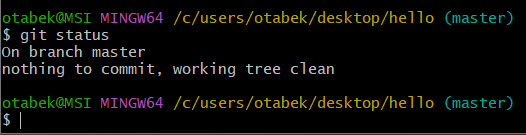 otabek@MSI MINGW64 /c/users/otabek/desktop/hello (master)
$ git status
On branch master
nothing to commit, working tree clean
otabek@MSI MINGW64 /c/users/otabek/desktop/hello (master)
$